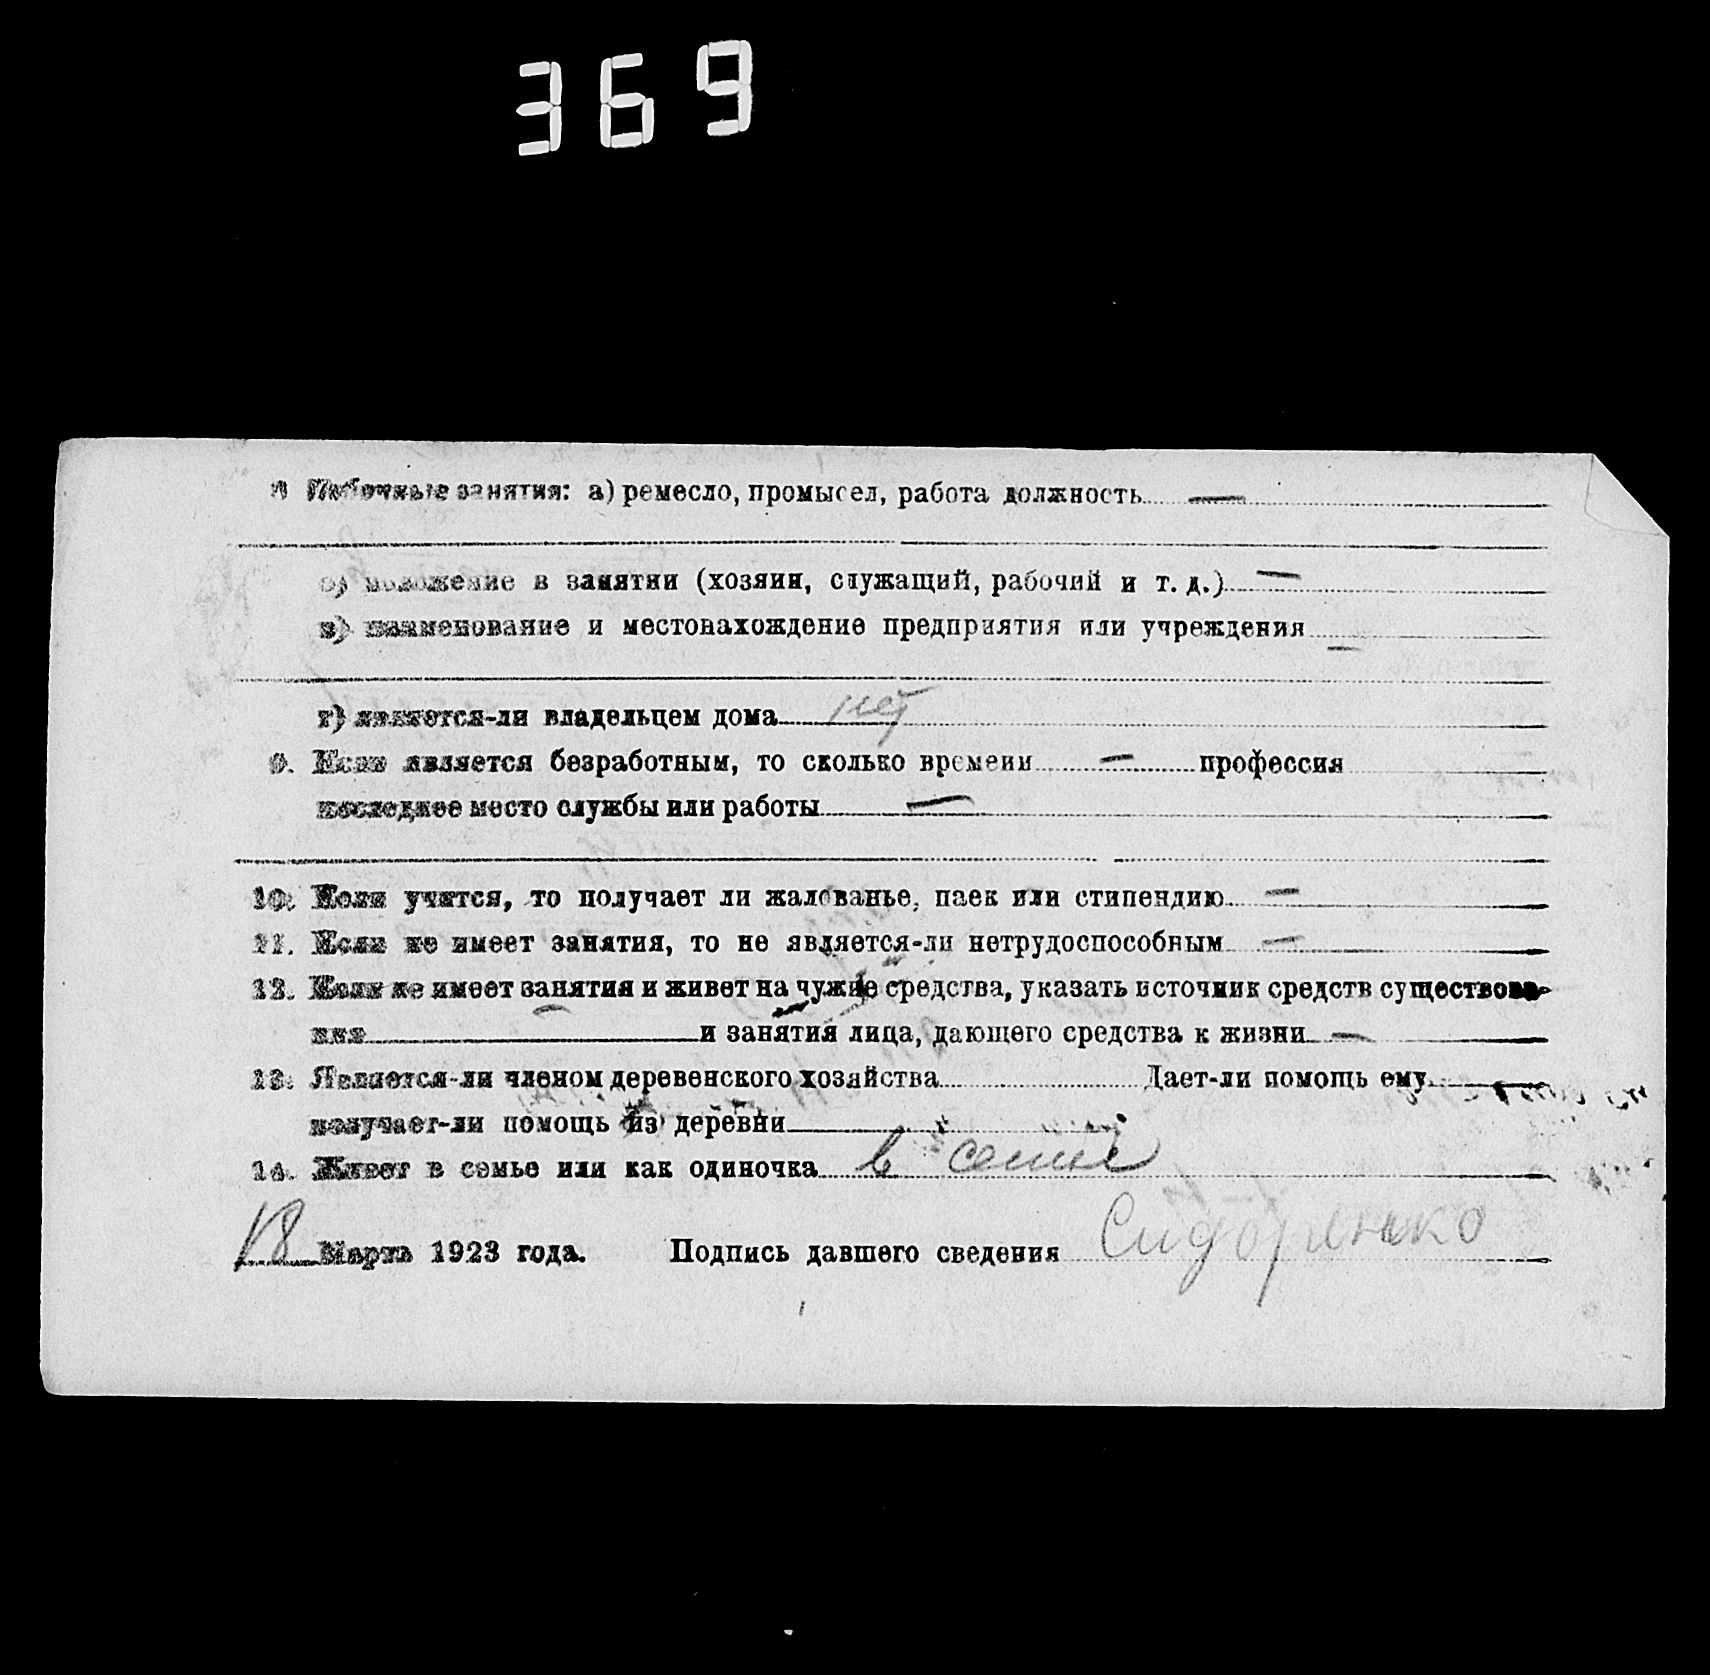 369
Побочные занятия: а) ремесло, промысел, работа должность —
б) положение в занятии (хозяин, служащий, рабочий и т. д.) —
в) наименование и местонахождение предприятия или учреждения —
г) является-ли владельцем дома нет
9. Если является безработным, то сколько времени — профессия
последнее место службы или работы —
10. Если учится, то получает ли жалованье, паек или стипендию —
11. Если не имеет занятия, то не является-ли нетрудоспособным —
12. Если не имеет занятия и живет на чужие средства, указать источник средств существова-
ния — и занятия лица, дающего средства к жизни —
13. Является-ли членом деревенского хозяйства Дает-ли помощь ему
получает-ли помощь из деревни
14. Живет в семье или как одиночка в семье
18 Марта 1923 года. Подпись давшего сведения Сидоренко